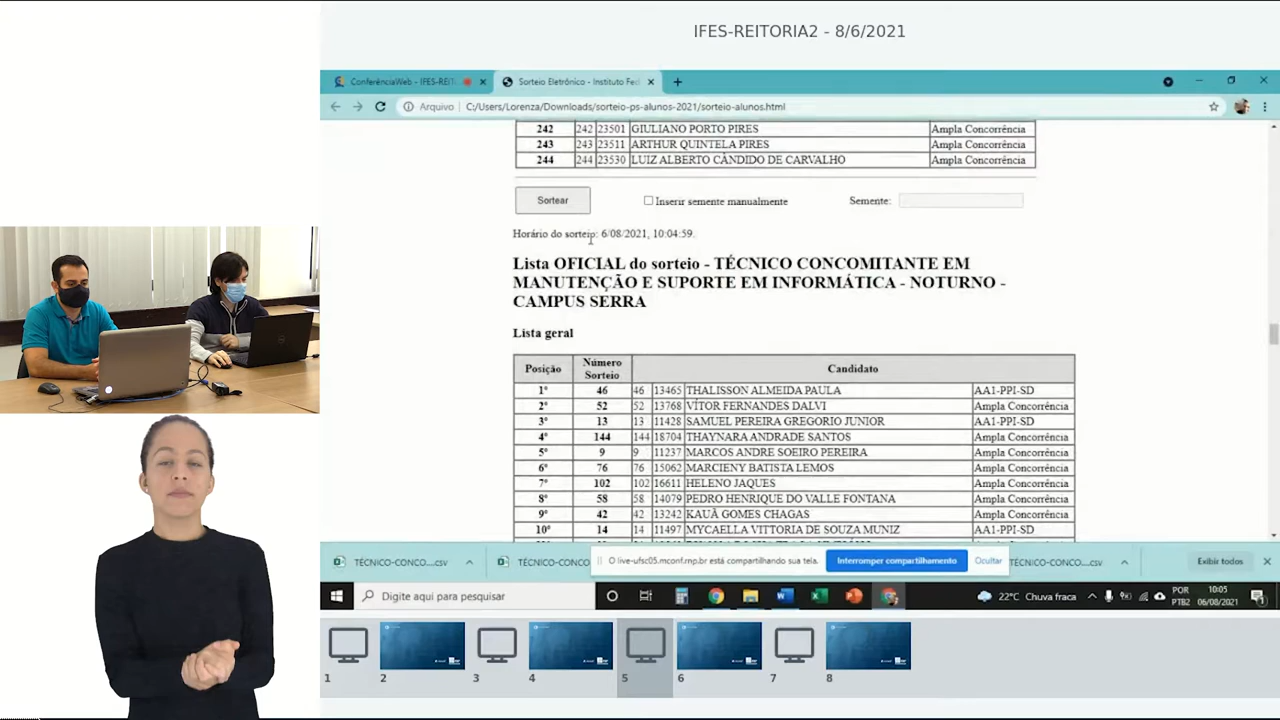 IFES-REITORIA2 - 8/6/2021
ConferênciaWeb - IFES-REIT
Sorteio Eletrônico - Instituto Fed
Arquivo C:/Users/Lorenza/Downloads/sorteio-ps-alunos-2021/sorteio-alunos.html
242 242 23501 GIULIANO PORTO PIRES Ampla Concorrência
243 243 23511 ARTHUR QUINTELA PIRES Ampla Concorrência
244 244 23530 LUIZ ALBERTO CÂNDIDO DE CARVALHO Ampla Concorrência
Sortear Inserir semente manualmente Semente:
Horário do sorteio: 6/08/2021, 10:04:59.
Lista OFICIAL do sorteio - TÉCNICO CONCOMITANTE EM
MANUTENÇÃO E SUPORTE EM INFORMÁTICA - NOTURNO -
CAMPUS SERRA
Lista geral
Posição Número Sorteio Candidato
1º 46 46 13465 THALISSON ALMEIDA PAULA AA1-PPI-SD
2º 52 52 13768 VÍTOR FERNANDES DALVI Ampla Concorrência
3º 13 13 11428 SAMUEL PEREIRA GREGORIO JUNIOR AA1-PPI-SD
4º 144 144 18704 THAYNARA ANDRADE SANTOS Ampla Concorrência
5º 9 9 11237 MARCOS ANDRE SOEIRO PEREIRA Ampla Concorrência
6º 76 76 15062 MARCIENY BATISTA LEMOS Ampla Concorrência
7º 102 102 16611 HELENO JAQUES Ampla Concorrência
8º 58 58 14079 PEDRO HENRIQUE DO VALLE FONTANA Ampla Concorrência
9º 42 42 13242 KAUÃ GOMES CHAGAS Ampla Concorrência
10º 14 14 11497 MYCAELLA VITTORIA DE SOUZA MUNIZ AA1-PPI-SD
TÉCNICO-CONCO....csv TÉCNICO-CONCO O live-ufsc05.mconf.rnp.br está compartilhando sua tela. Interromper compartilhamento Ocultar TÉCNICO-CONCO....csv Exibir todos
Digite aqui para pesquisar 22°C Chuva fraca POR PTB2 10:05 06/08/2021
1 2 3 4 5 6 7 8